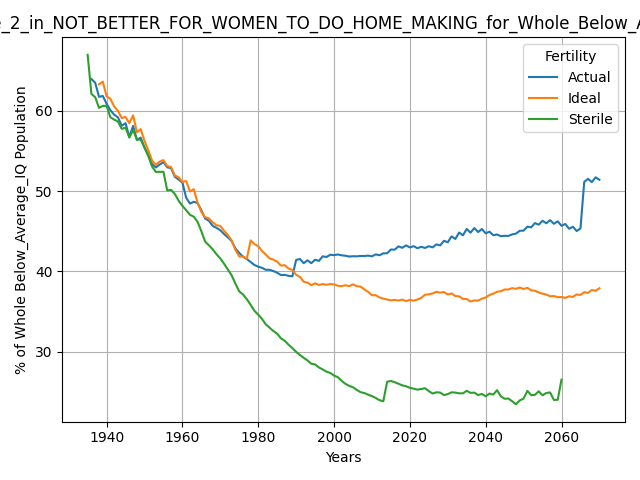 _2_in_NOT_BETTER_FOR_WOMEN_TO_DO_HOME_MAKING_for_Whole_Below_A
Fertility
Actual
Ideal
Sterile
% of Whole Below_Average_IQ Population
60
50
40
30
1940
1960
1980
2000
2020
2040
2060
Years